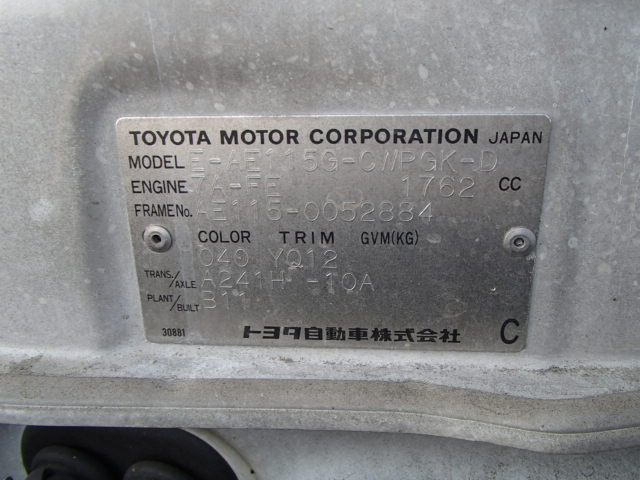 TOYOTA MOTOR CORPORATION JAPAN
MODEL E-AE115G-CWPGK-D
ENGINE 7A-FE 1762 CC
FRAME No. AE115-0052884
COLOR TRIM GVM(KG)
040 YQ12
TRANS./AXLE A241H -10A
PLANT/BUILT B11
30881 トヨタ自動車株式会社 C